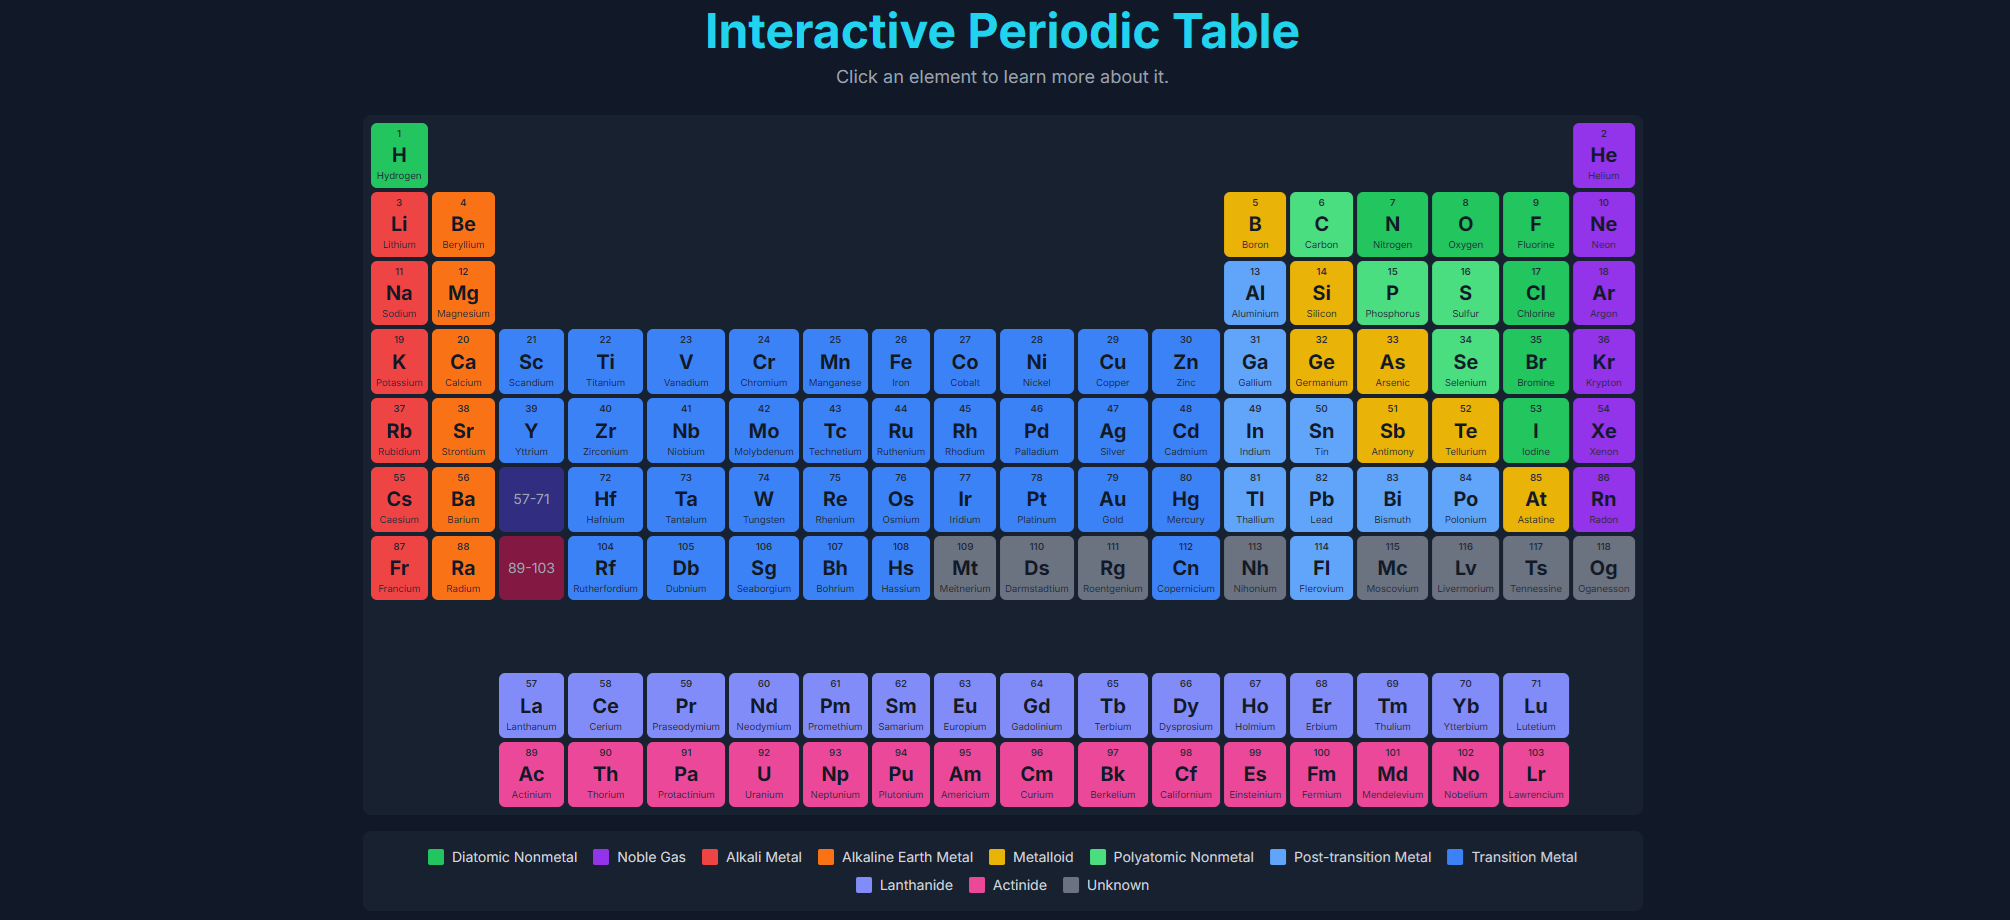 Interactive Periodic Table
Click an element to learn more about it.
1 2
H He
Hydrogen Helium
3 4 5 6 7 8 9 10
Li Be B C N O F Ne
Lithium Beryllium Boron Carbon Nitrogen Oxygen Fluorine Neon
11 12 13 14 15 16 17 18
Na Mg Al Si P S Cl Ar
Sodium Magnesium Aluminium Silicon Phosphorus Sulfur Chlorine Argon
19 20 21 22 23 24 25 26 27 28 29 30 31 32 33 34 35 36
K Ca Sc Ti V Cr Mn Fe Co Ni Cu Zn Ga Ge As Se Br Kr
Potassium Calcium Scandium Titanium Vanadium Chromium Manganese Iron Cobalt Nickel Copper Zinc Gallium Germanium Arsenic Selenium Bromine Krypton
37 38 39 40 41 42 43 44 45 46 47 48 49 50 51 52 53 54
Rb Sr Y Zr Nb Mo Tc Ru Rh Pd Ag Cd In Sn Sb Te I Xe
Rubidium Strontium Yttrium Zirconium Niobium Molybdenum Technetium Ruthenium Rhodium Palladium Silver Cadmium Indium Tin Antimony Tellurium Iodine Xenon
55 56 72 73 74 75 76 77 78 79 80 81 82 83 84 85 86
Cs Ba 57-71 Hf Ta W Re Os Ir Pt Au Hg Tl Pb Bi Po At Rn
Caesium Barium Hafnium Tantalum Tungsten Rhenium Osmium Iridium Platinum Gold Mercury Thallium Lead Bismuth Polonium Astatine Radon
87 88 104 105 106 107 108 109 110 111 112 113 114 115 116 117 118
Fr Ra 89-103 Rf Db Sg Bh Hs Mt Ds Rg Cn Nh Fl Mc Lv Ts Og
Francium Radium Rutherfordium Dubnium Seaborgium Bohrium Hassium Meitnerium Darmstadtium Roentgenium Copernicium Nihonium Flerovium Moscovium Livermorium Tennessine Oganesson
57 58 59 60 61 62 63 64 65 66 67 68 69 70 71
La Ce Pr Nd Pm Sm Eu Gd Tb Dy Ho Er Tm Yb Lu
Lanthanum Cerium Praseodymium Neodymium Promethium Samarium Europium Gadolinium Terbium Dysprosium Holmium Erbium Thulium Ytterbium Lutetium
89 90 91 92 93 94 95 96 97 98 99 100 101 102 103
Ac Th Pa U Np Pu Am Cm Bk Cf Es Fm Md No Lr
Actinium Thorium Protactinium Uranium Neptunium Plutonium Americium Curium Berkelium Californium Einsteinium Fermium Mendelevium Nobelium Lawrencium
Diatomic Nonmetal Noble Gas Alkali Metal Alkaline Earth Metal Metalloid Polyatomic Nonmetal Post-transition Metal Transition Metal
Lanthanide Actinide Unknown